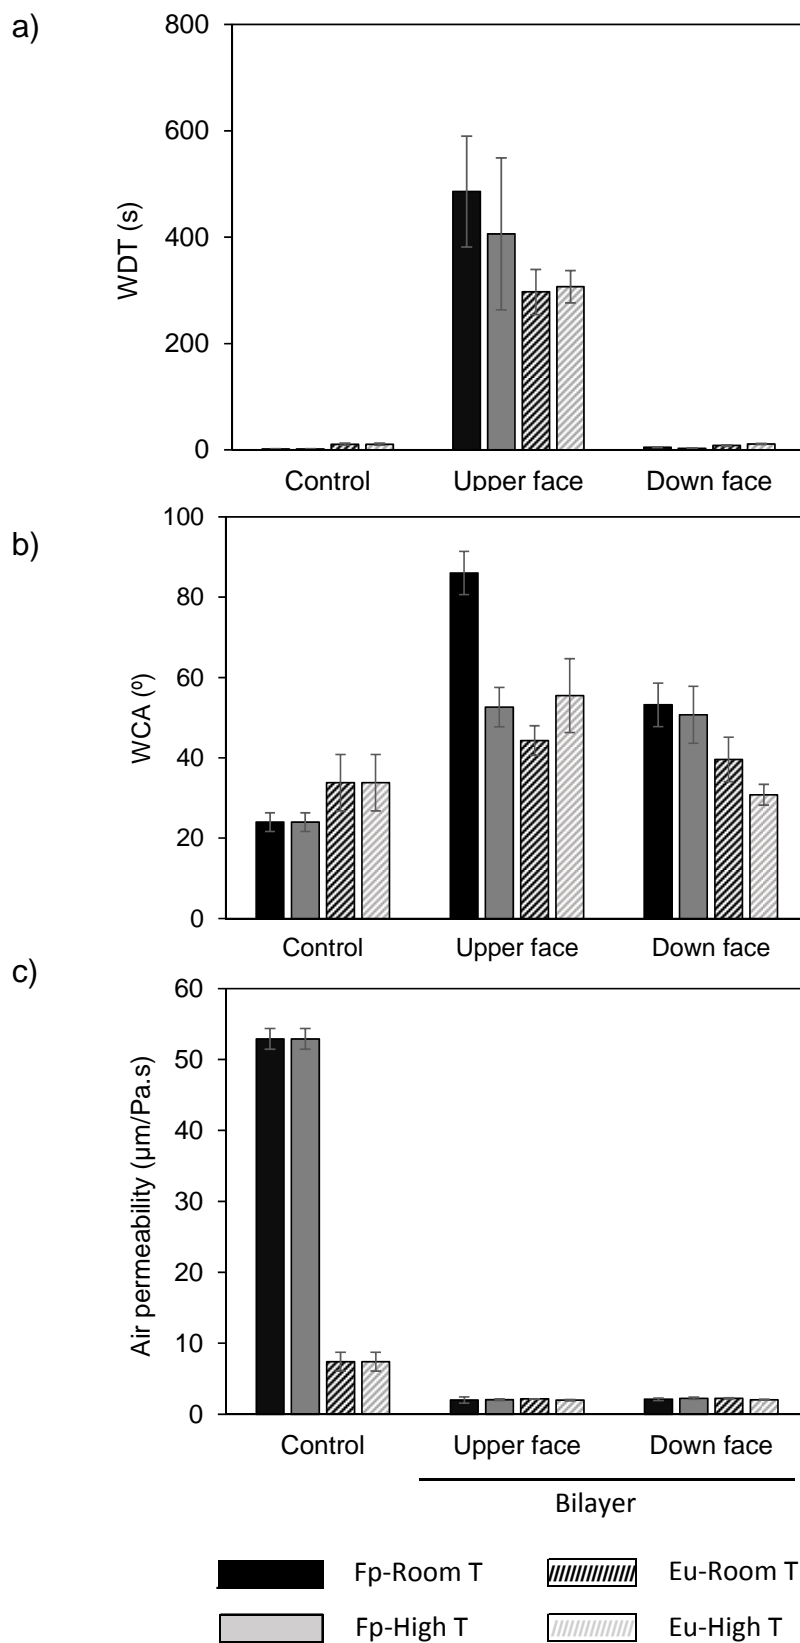 a)
800
600
400
200
0
WDT (s)
Control Upper face Down face
b)
100
80
60
40
20
0
WCA (º)
Control Upper face Down face
c)
60
50
40
30
20
10
0
Air permeability (µm/Pa.s)
Control Upper face Down face
Bilayer
Fp-Room T Eu-Room T
Fp-High T Eu-High T